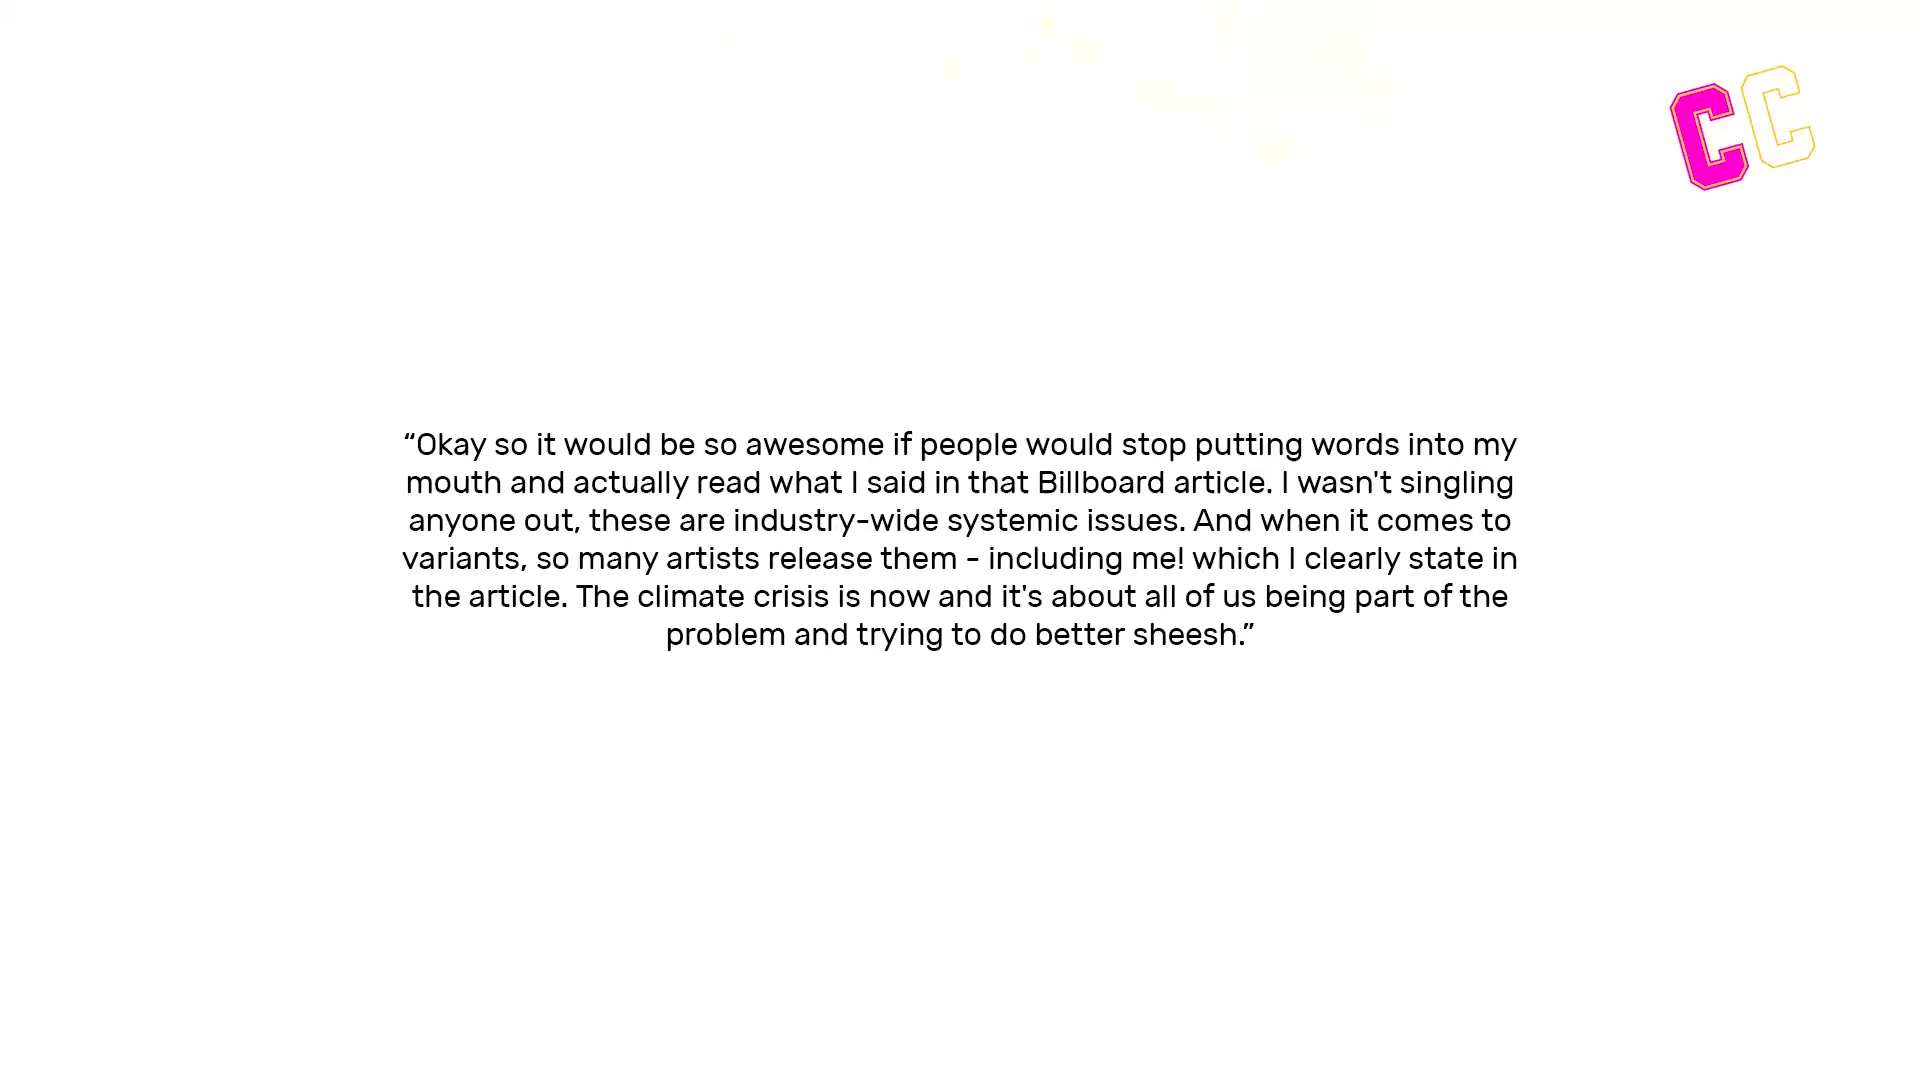 CC
“Okay so it would be so awesome if people would stop putting words into my
mouth and actually read what I said in that Billboard article. I wasn't singling
anyone out, these are industry-wide systemic issues. And when it comes to
variants, so many artists release them - including me! which I clearly state in
the article. The climate crisis is now and it's about all of us being part of the
problem and trying to do better sheesh.”